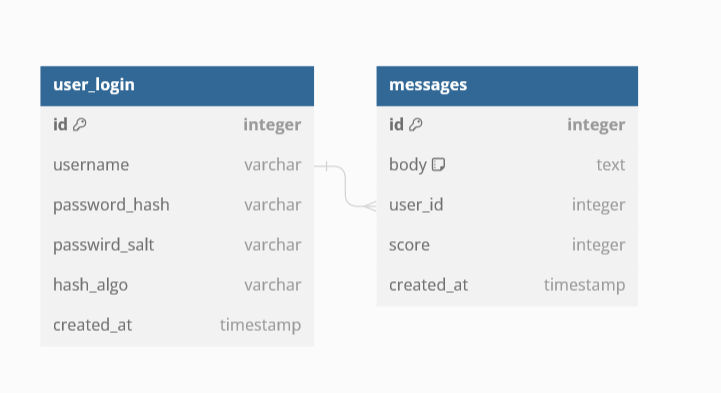 user_login
id integer
username varchar
password_hash varchar
passwird_salt varchar
hash_algo varchar
created_at timestamp
messages
id integer
body text
user_id integer
score integer
created_at timestamp